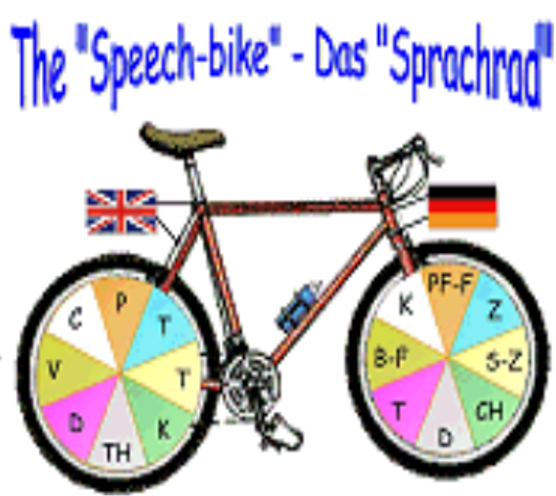 The "Speech-bike" - Das "Sprachrad"
P
T
T
K
TH
D
V
C
PF-F
Z
S-Z
CH
D
T
B-F
K